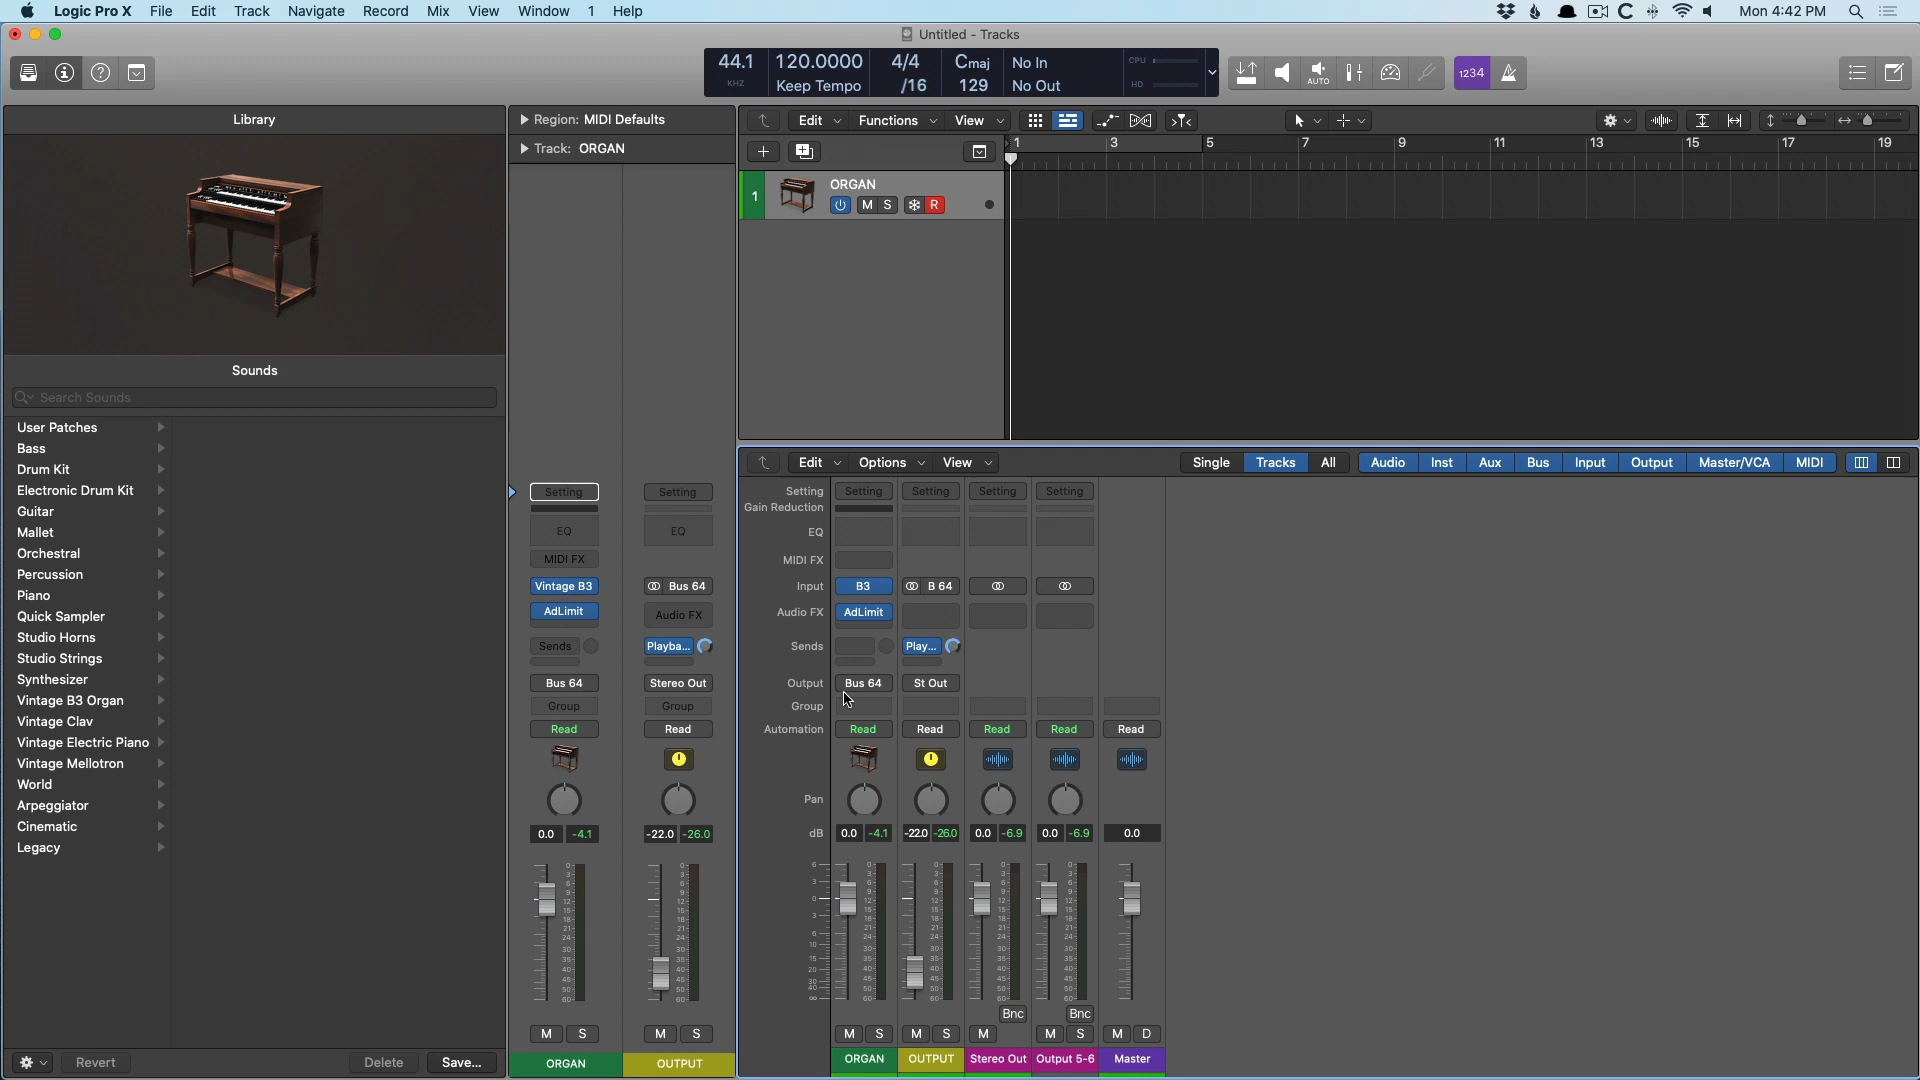 Logic Pro X File Edit Track Navigate Record Mix View Window 1 Help
Mon 4:42 PM
Untitled - Tracks
44.1 120.0000 4/4 Cmaj No In CPU
KHZ Keep Tempo /16 129 No Out HD
AUTO
1234
Library
Region: MIDI Defaults
Track: ORGAN
Edit Functions View
1 3 5 7 9 11 13 15 17 19
1 ORGAN
M S R
Sounds
Search Sounds
User Patches
Bass
Drum Kit
Electronic Drum Kit
Guitar
Mallet
Orchestral
Percussion
Piano
Quick Sampler
Studio Horns
Studio Strings
Synthesizer
Vintage B3 Organ
Vintage Clav
Vintage Electric Piano
Vintage Mellotron
World
Arpeggiator
Cinematic
Legacy
Revert Delete Save...
Setting Setting
EQ EQ
MIDI FX
Vintage B3 Bus 64
AdLimit Audio FX
Sends Playba...
Bus 64 Stereo Out
Group Group
Read Read
0.0 -4.1 -22.0 -26.0
M S M S
ORGAN OUTPUT
Edit Options View Single Tracks All Audio Inst Aux Bus Input Output Master/VCA MIDI
Setting Setting Setting Setting Setting
Gain Reduction
EQ
MIDI FX
Input B3 B 64
Audio FX AdLimit
Sends Play...
Output Bus 64 St Out
Group
Automation Read Read Read Read Read
Pan
dB 0.0 -4.1 -22.0 -26.0 0.0 -6.9 0.0 -6.9 0.0
Bnc Bnc
M S M S M M S M D
ORGAN OUTPUT Stereo Out Output 5-6 Master